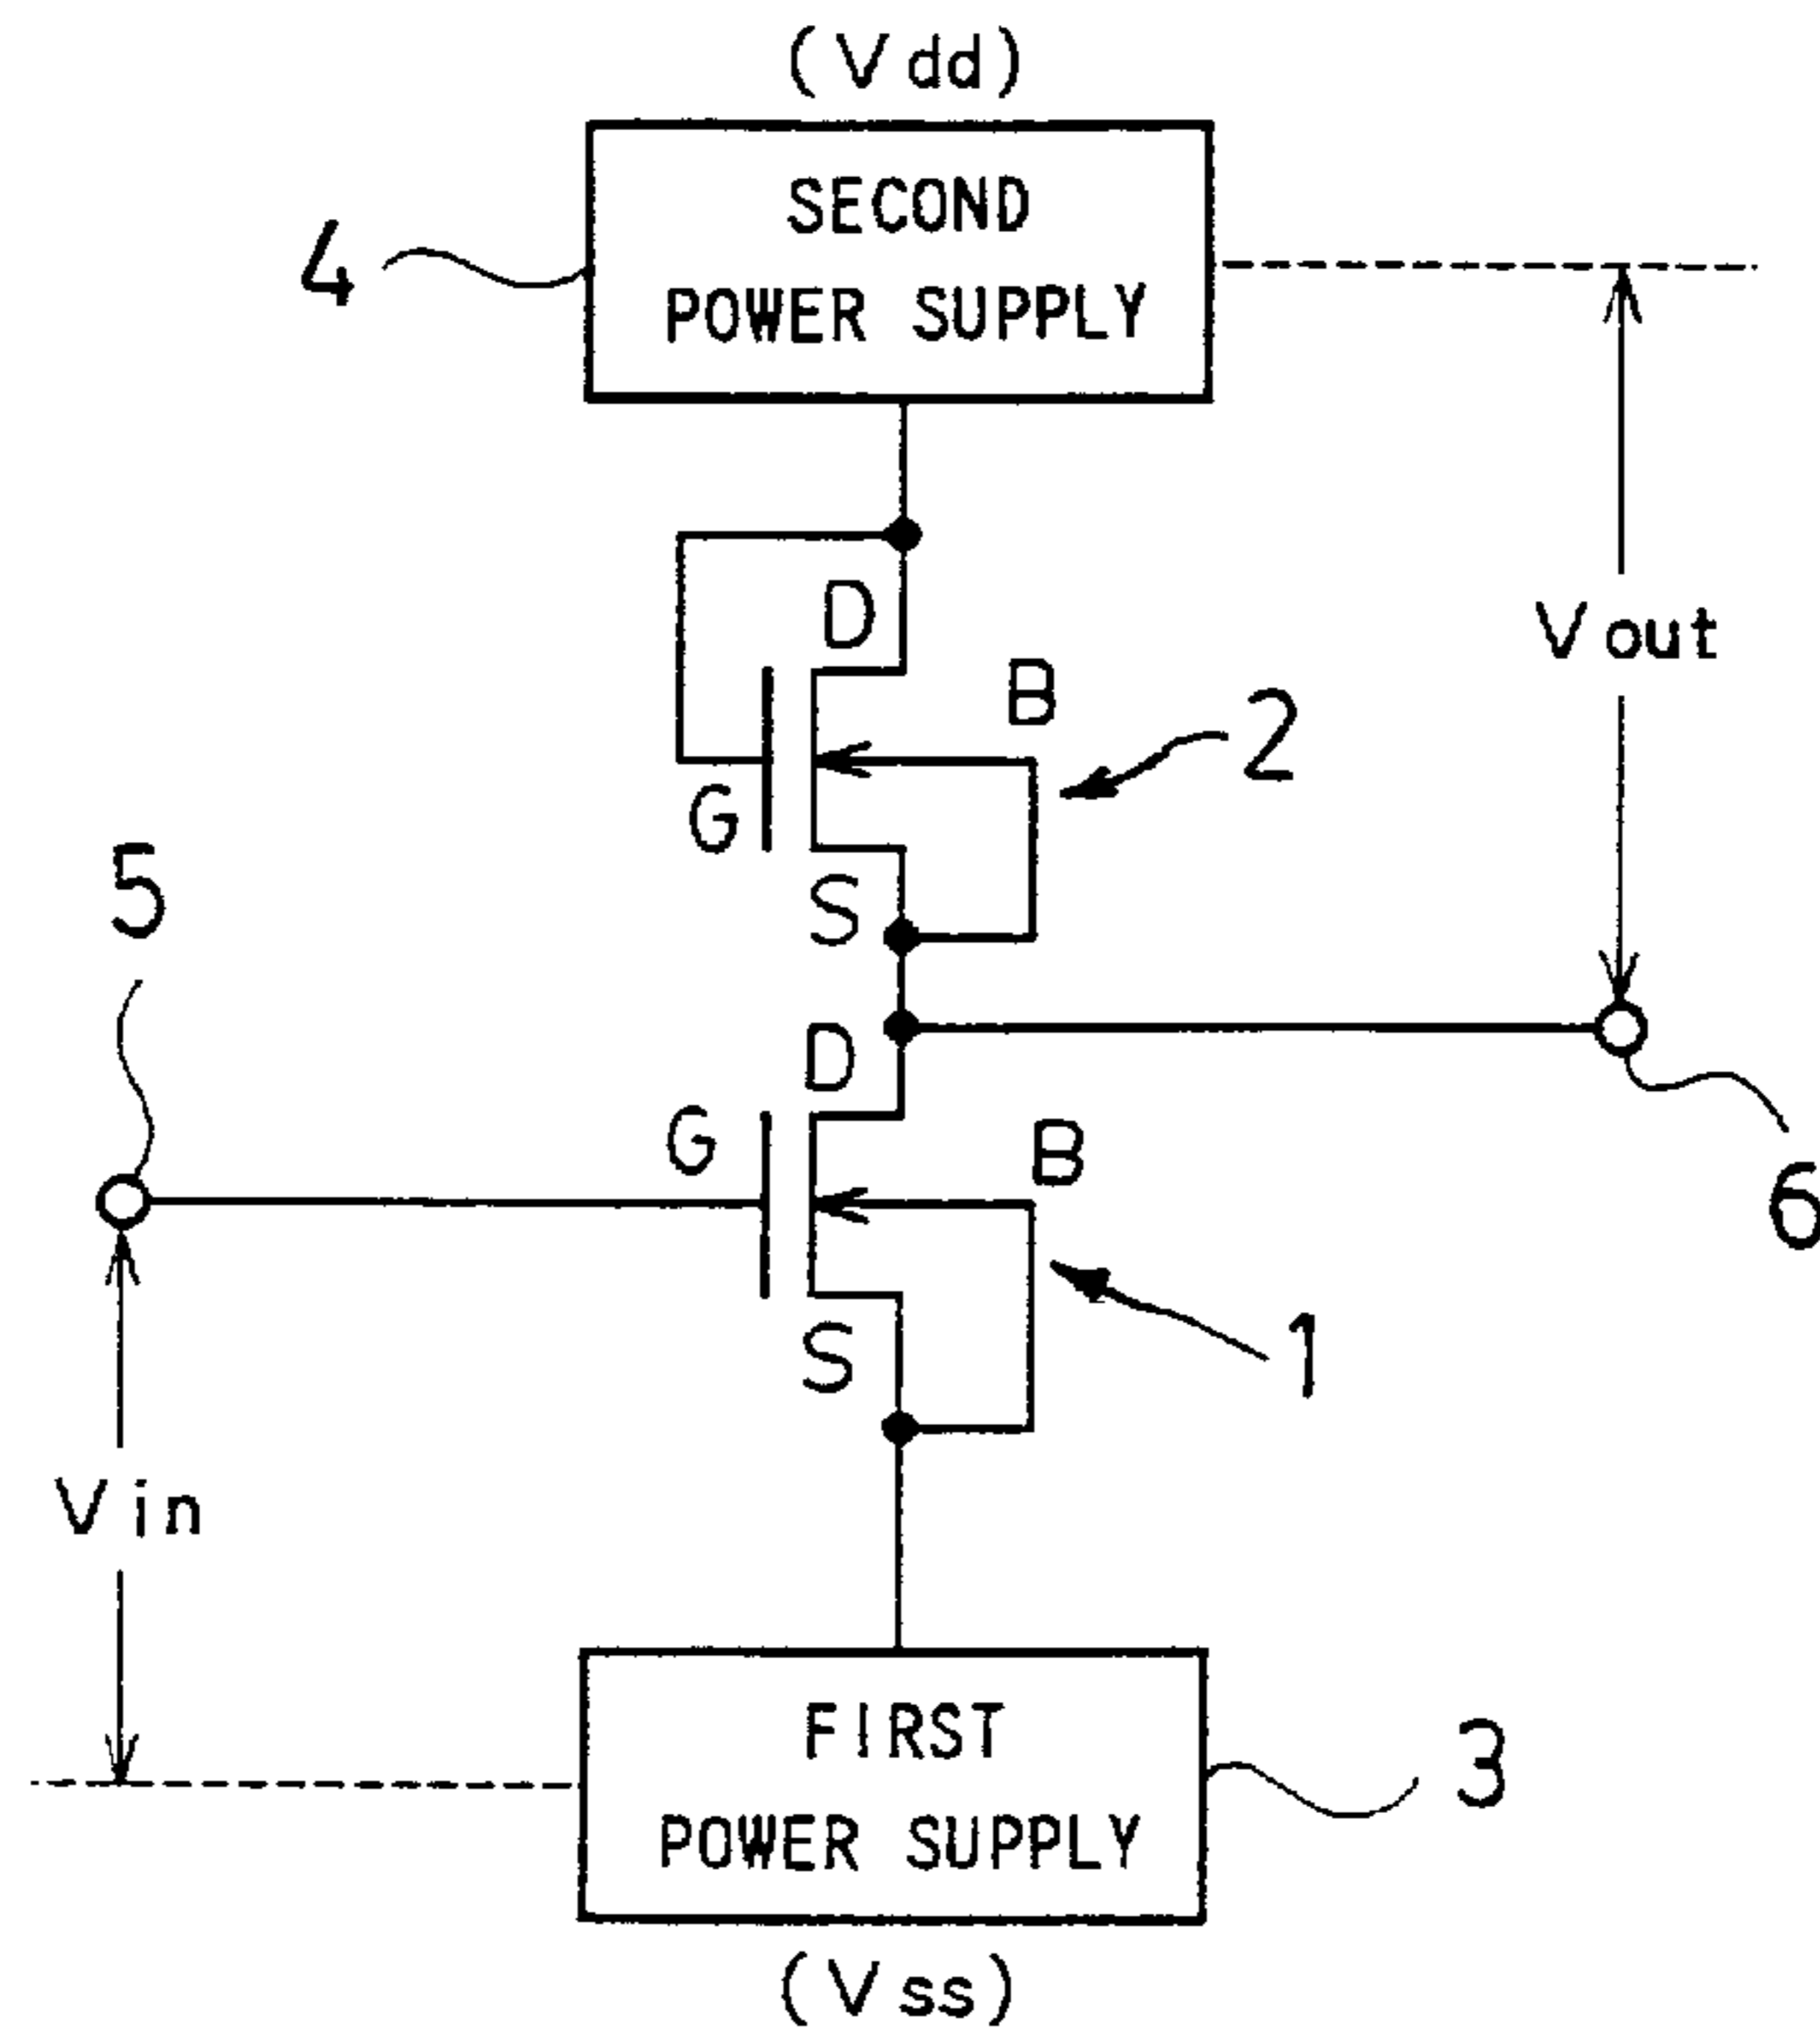 (Vdd)
SECOND
POWER SUPPLY
4
D
Vout
B
2
G
5
S
D
G
B
6
S
1
Vin
FIRST
POWER SUPPLY
3
(Vss)